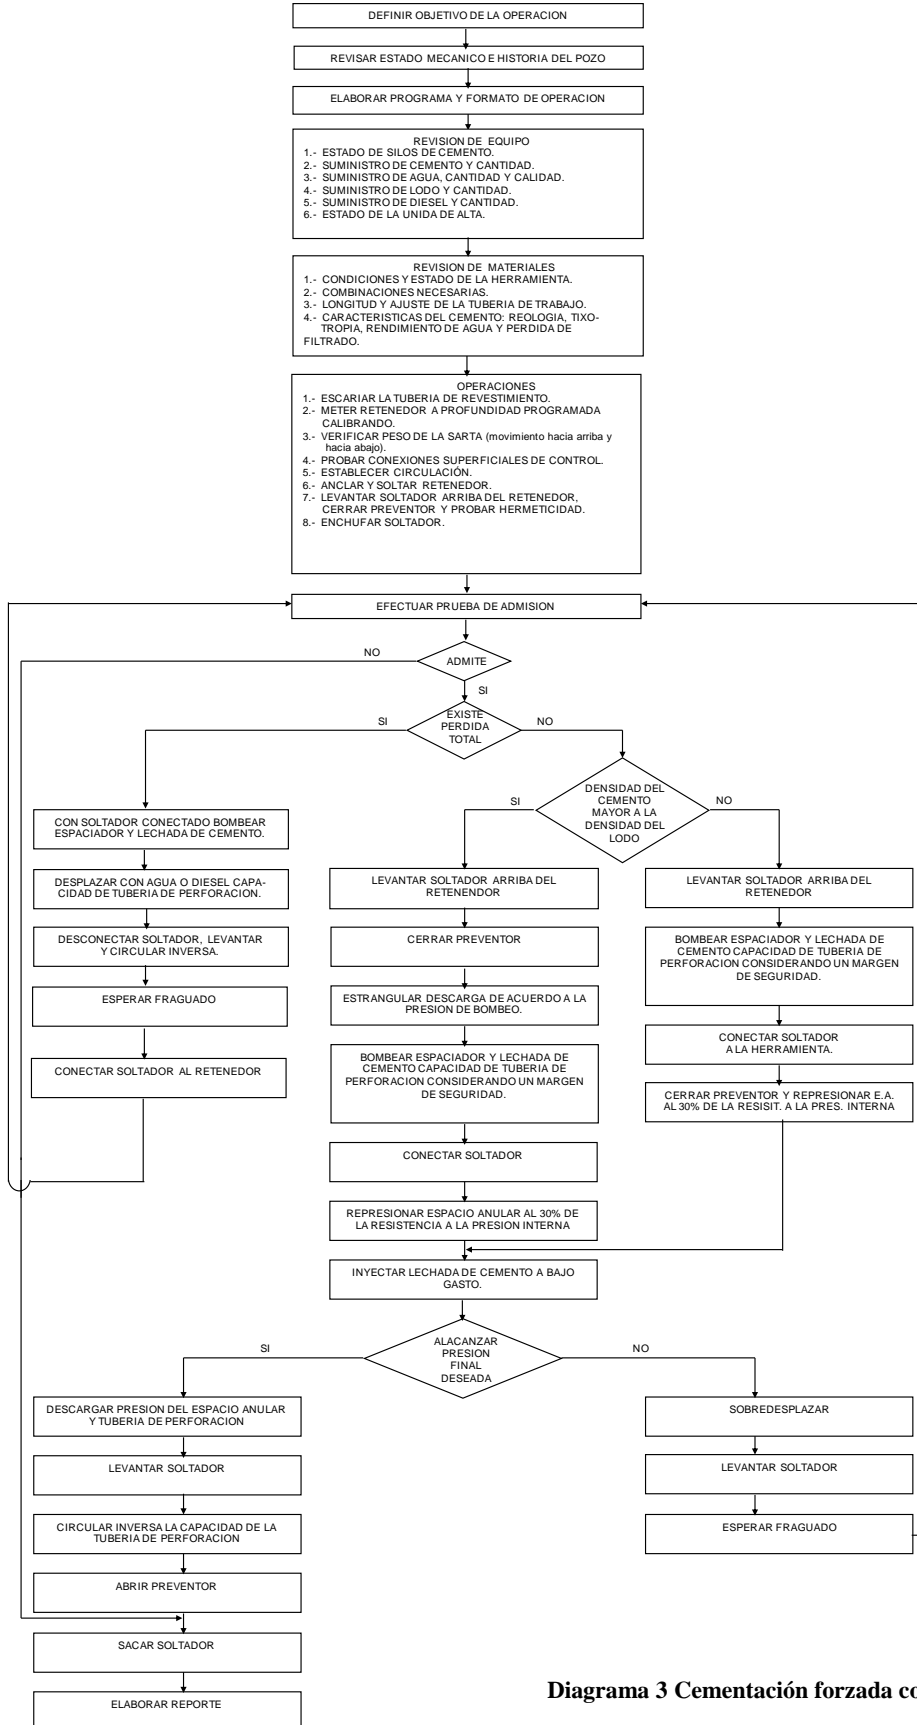 DEFINIR OBJETIVO DE LA OPERACION
REVISAR ESTADO MECANICO E HISTORIA DEL POZO
ELABORAR PROGRAMA Y FORMATO DE OPERACION
REVISION DE EQUIPO
1.- ESTADO DE SILOS DE CEMENTO.
2.- SUMINISTRO DE CEMENTO Y CANTIDAD.
3.- SUMINISTRO DE AGUA, CANTIDAD Y CALIDAD.
4.- SUMINISTRO DE LODO Y CANTIDAD.
5.- SUMINISTRO DE DIESEL Y CANTIDAD.
6.- ESTADO DE LA UNIDA DE ALTA.
REVISION DE MATERIALES
1.- CONDICIONES Y ESTADO DE LA HERRAMIENTA.
2.- COMBINACIONES NECESARIAS.
3.- LONGITUD Y AJUSTE DE LA TUBERIA DE TRABAJO.
4.- CARACTERISTICAS DEL CEMENTO: REOLOGIA, TIXO-
TROPIA, RENDIMIENTO DE AGUA Y PERDIDA DE
FILTRADO.
OPERACIONES
1.- ESCARIAR LA TUBERIA DE REVESTIMIENTO.
2.- METER RETENEDOR A PROFUNDIDAD PROGRAMADA
CALIBRANDO.
3.- VERIFICAR PESO DE LA SARTA (movimiento hacia arriba y
hacia abajo).
4.- PROBAR CONEXIONES SUPERFICIALES DE CONTROL.
5.- ESTABLECER CIRCULACIÓN.
6.- ANCLAR Y SOLTAR RETENEDOR.
7.- LEVANTAR SOLTADOR ARRIBA DEL RETENEDOR,
CERRAR PREVENTOR Y PROBAR HERMETICIDAD.
8.- ENCHUFAR SOLTADOR.
EFECTUAR PRUEBA DE ADMISION
NO
ADMITE
SI
SI
EXISTE
PERDIDA
TOTAL
NO
SI
DENSIDAD DEL
CEMENTO
MAYOR A LA
DENSIDAD DEL
LODO
NO
CON SOLTADOR CONECTADO BOMBEAR
ESPACIADOR Y LECHADA DE CEMENTO.
DESPLAZAR CON AGUA O DIESEL CAPA-
CIDAD DE TUBERIA DE PERFORACION.
DESCONECTAR SOLTADOR, LEVANTAR
Y CIRCULAR INVERSA.
ESPERAR FRAGUADO
CONECTAR SOLTADOR AL RETENEDOR
LEVANTAR SOLTADOR ARRIBA DEL
RETENENDOR
CERRAR PREVENTOR
ESTRANGULAR DESCARGA DE ACUERDO A LA
PRESION DE BOMBEO.
BOMBEAR ESPACIADOR Y LECHADA DE
CEMENTO CAPACIDAD DE TUBERIA DE
PERFORACION CONSIDERANDO UN MARGEN
DE SEGURIDAD.
CONECTAR SOLTADOR
REPRESIONAR ESPACIO ANULAR AL 30% DE
LA RESISTENCIA A LA PRESION INTERNA
LEVANTAR SOLTADOR ARRIBA DEL
RETENEDOR
BOMBEAR ESPACIADOR Y LECHADA DE
CEMENTO CAPACIDAD DE TUBERIA DE
PERFORACION CONSIDERANDO UN MARGEN
DE SEGURIDAD.
CONECTAR SOLTADOR
A LA HERRAMIENTA.
CERRAR PREVENTOR Y REPRESIONAR E.A.
AL 30% DE LA RESISIT. A LA PRES. INTERNA
INYECTAR LECHADA DE CEMENTO A BAJO
GASTO.
SI
ALACANZAR
PRESION
FINAL
DESEADA
NO
DESCARGAR PRESION DEL ESPACIO ANULAR
Y TUBERIA DE PERFORACION
LEVANTAR SOLTADOR
CIRCULAR INVERSA LA CAPACIDAD DE LA
TUBERIA DE PERFORACION
ABRIR PREVENTOR
SACAR SOLTADOR
ELABORAR REPORTE
SOBREDESPLAZAR
LEVANTAR SOLTADOR
ESPERAR FRAGUADO
Diagrama 3 Cementación forzada co